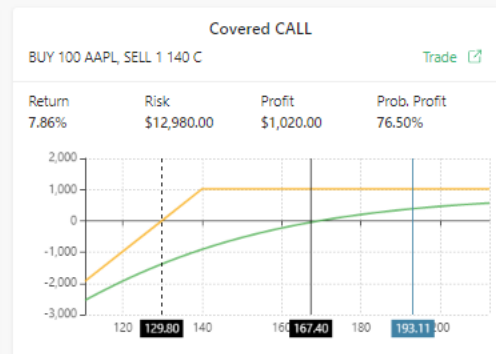 Covered CALL
BUY 100 AAPL, SELL 1 140 C Trade
Return Risk Profit Prob. Profit
7.86% $12,980.00 $1,020.00 76.50%
2,000
1,000
0
-1,000
-2,000
-3,000
120 129.80 140 160 167.40 180 193.11 200